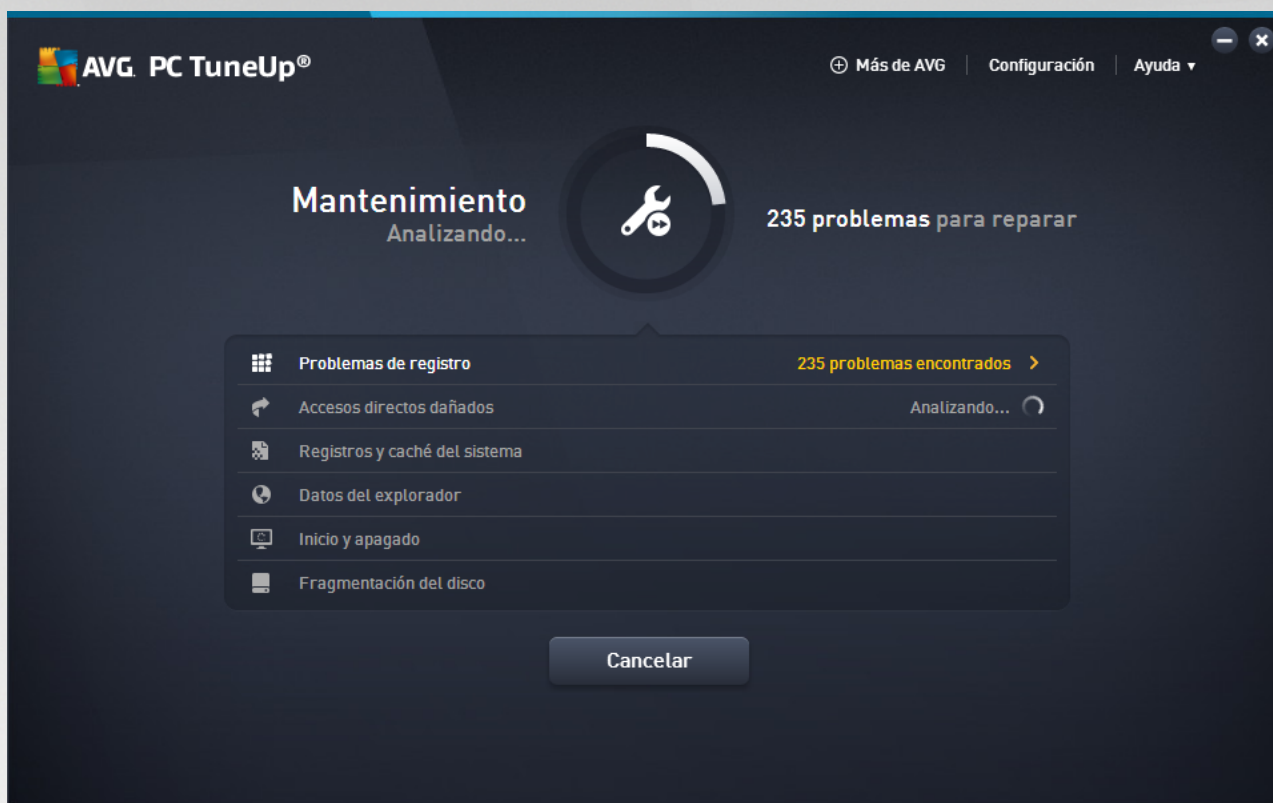 AVG. PC TuneUp®
Más de AVG
Configuración
Ayuda
Mantenimiento
Analizando...
235 problemas para reparar
Problemas de registro
235 problemas encontrados
Accesos directos dañados
Analizando...
Registros y caché del sistema
Datos del explorador
Inicio y apagado
Fragmentación del disco
Cancelar